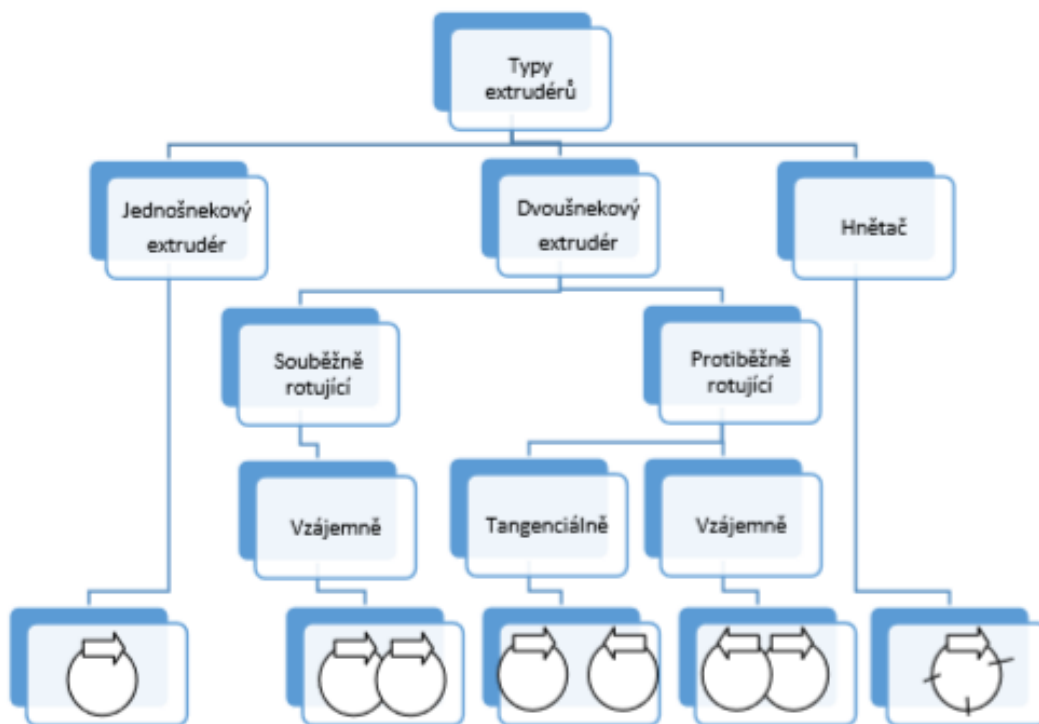 Typy
extrudérů
Jednošnekový
extrudér
Dvoušnekový
extrudér
Hnětač
Souběžně
rotující
Protiběžně
rotující
Vzájemně
Tangenciálně
Vzájemně